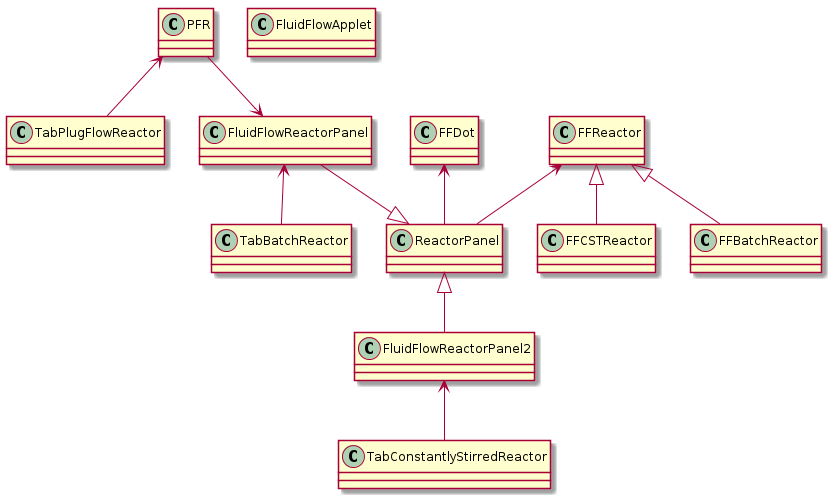 C PFR
C FluidFlowApplet
C TabPlugFlowReactor
C FluidFlowReactorPanel
C FFDot
C FFReactor
C TabBatchReactor
C ReactorPanel
C FFCSTReactor
C FFBatchReactor
C FluidFlowReactorPanel2
C TabConstantlyStirredReactor